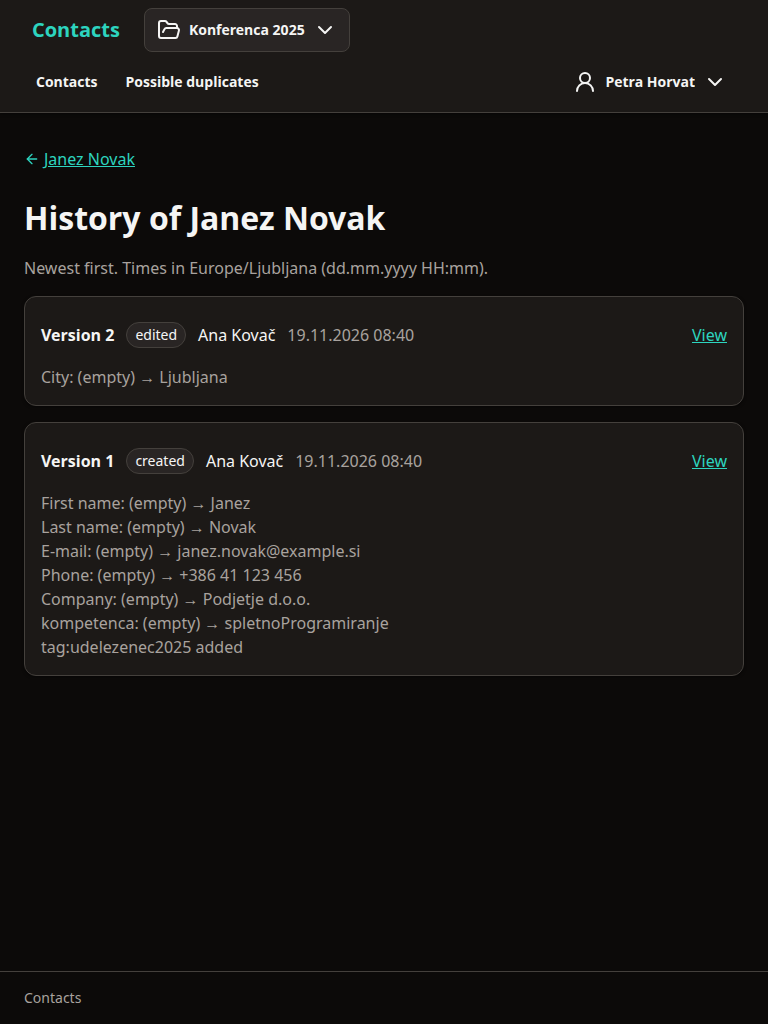 Contacts
Konferenca 2025
Contacts
Possible duplicates
Petra Horvat
← Janez Novak
History of Janez Novak
Newest first. Times in Europe/Ljubljana (dd.mm.yyyy HH:mm).
Version 2 edited Ana Kovač 19.11.2026 08:40 View
City: (empty) → Ljubljana
Version 1 created Ana Kovač 19.11.2026 08:40 View
First name: (empty) → Janez
Last name: (empty) → Novak
E-mail: (empty) → janez.novak@example.si
Phone: (empty) → +386 41 123 456
Company: (empty) → Podjetje d.o.o.
kompetenca: (empty) → spletnoProgramiranje
tag:udelezenec2025 added
Contacts